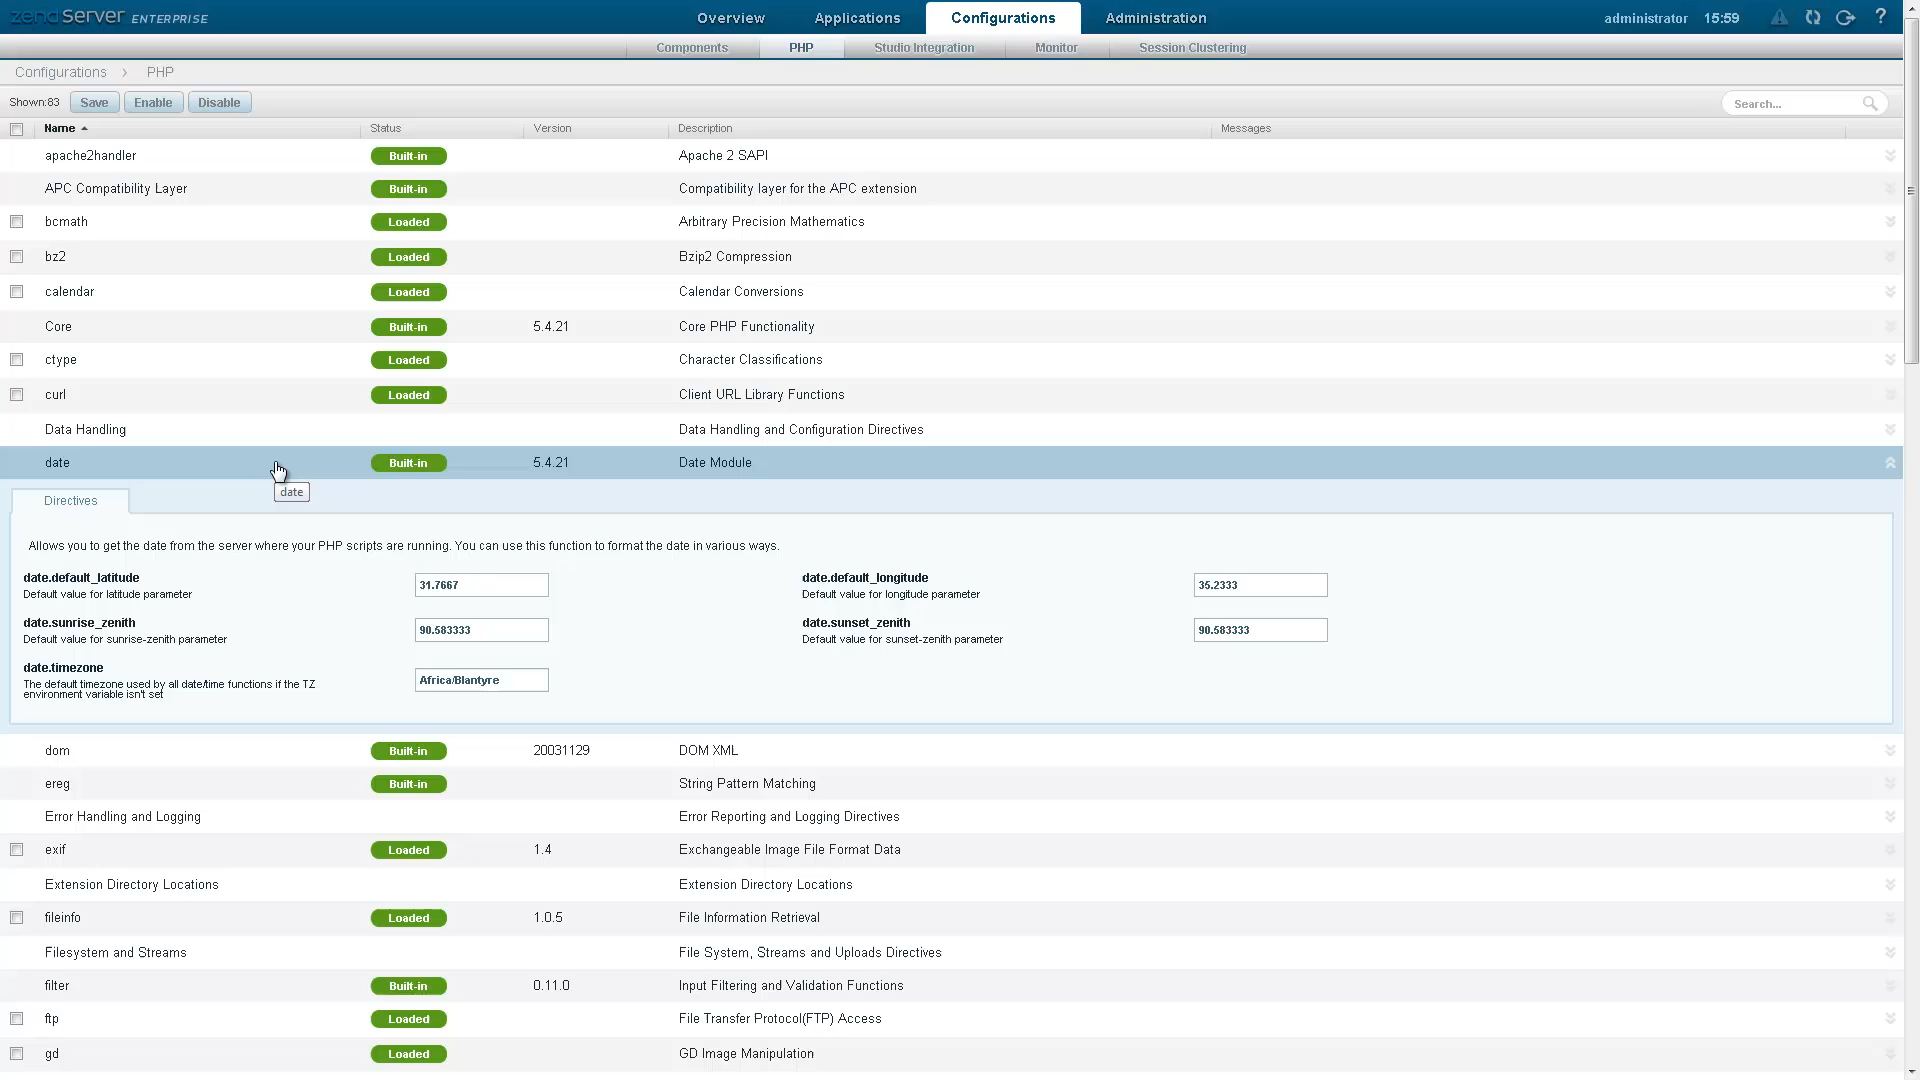 zend Server ENTERPRISE
Overview Applications Configurations Administration
administrator 15:59 ?
Components PHP Studio Integration Monitor Session Clustering
Configurations > PHP
Shown:83 Save Enable Disable Search...
Name Status Version Description Messages
apache2handler Built-in Apache 2 SAPI
APC Compatibility Layer Built-in Compatibility layer for the APC extension
bcmath Loaded Arbitrary Precision Mathematics
bz2 Loaded Bzip2 Compression
calendar Loaded Calendar Conversions
Core Built-in 5.4.21 Core PHP Functionality
ctype Loaded Character Classifications
curl Loaded Client URL Library Functions
Data Handling Data Handling and Configuration Directives
date Built-in 5.4.21 Date Module
date
Directives
Allows you to get the date from the server where your PHP scripts are running. You can use this function to format the date in various ways.
date.default_latitude 31.7667 date.default_longitude 35.2333
Default value for latitude parameter Default value for longitude parameter
date.sunrise_zenith 90.583333 date.sunset_zenith 90.583333
Default value for sunrise-zenith parameter Default value for sunset-zenith parameter
date.timezone Africa/Blantyre
The default timezone used by all date/time functions if the TZ
environment variable isn't set
dom Built-in 20031129 DOM XML
ereg Built-in String Pattern Matching
Error Handling and Logging Error Reporting and Logging Directives
exif Loaded 1.4 Exchangeable Image File Format Data
Extension Directory Locations Extension Directory Locations
fileinfo Loaded 1.0.5 File Information Retrieval
Filesystem and Streams File System, Streams and Uploads Directives
filter Built-in 0.11.0 Input Filtering and Validation Functions
ftp Loaded File Transfer Protocol(FTP) Access
gd Loaded GD Image Manipulation